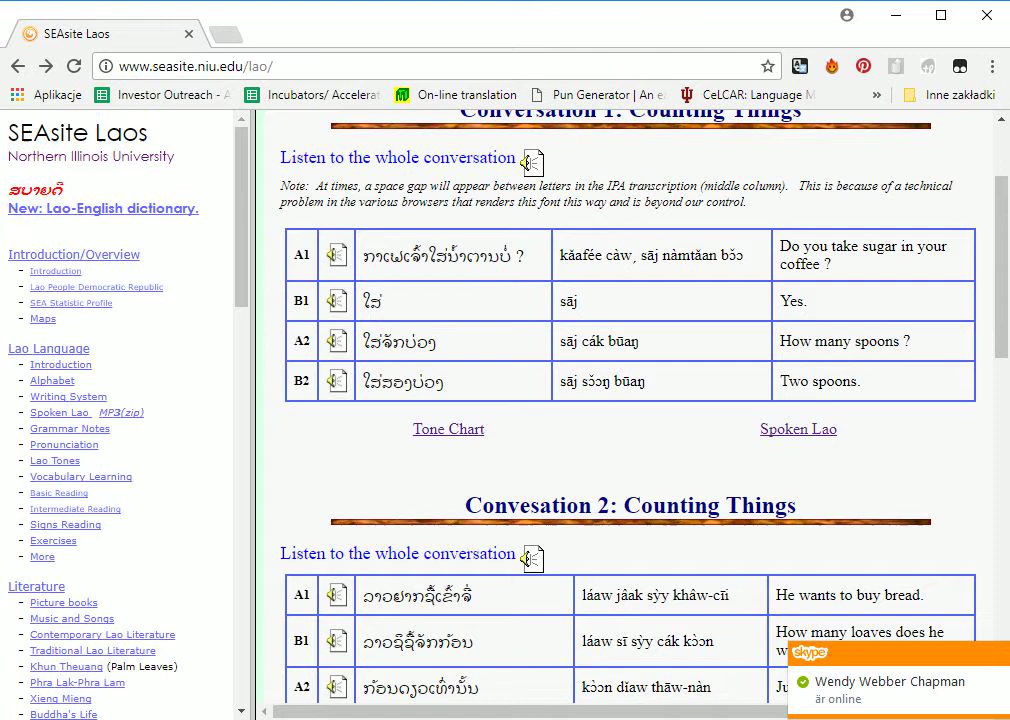 SEAsite Laos
www.seasite.niu.edu/lao/
Aplikacje
Investor Outreach - A
Incubators/ Accelerat
On-line translation
Pun Generator | An e
CeLCAR: Language M
»
Inne zakładki
SEAsite Laos
Northern Illinois University
ສບາຍດີ
New: Lao-English dictionary.
Introduction/Overview
- Introduction
- Lao People Democratic Republic
- SEA Statistic Profile
- Maps
Lao Language
- Introduction
- Alphabet
- Writing System
- Spoken Lao MP3(zip)
- Grammar Notes
- Pronunciation
- Lao Tones
- Vocabulary Learning
- Basic Reading
- Intermediate Reading
- Signs Reading
- Exercises
- More
Literature
- Picture books
- Music and Songs
- Contemporary Lao Literature
- Traditional Lao Literature
- Khun Theuang (Palm Leaves)
- Phra Lak-Phra Lam
- Xieng Mieng
- Buddha's Life
Conversation 1: Counting Things
Listen to the whole conversation
Note: At times, a space gap will appear between letters in the IPA transcription (middle column). This is because of a technical
problem in the various browsers that renders this font this way and is beyond our control.
A1 ກາເຟເຈົ້າໃສ່ນ້ຳຕານບໍ່ ? kǎafée càw, sāj nàmtǎan bɔ̌ɔ Do you take sugar in your
coffee ?
B1 ໃສ່ sāj Yes.
A2 ໃສ່ຈັກບ່ວງ sāj cák būaŋ How many spoons ?
B2 ໃສ່ສອງບ່ວງ sāj sɔ̌ɔŋ būaŋ Two spoons.
Tone Chart Spoken Lao
Convesation 2: Counting Things
Listen to the whole conversation
A1 ລາວຢາກຊື້ເຂົ້າຈີ່ láaw jâak sỳy khâw-cīi He wants to buy bread.
B1 ລາວຊິຊື້ຈັກກ້ອນ láaw sī sỳy cák kɔ̀ɔn How many loaves does he
w
A2 ກ້ອນດຽວເທົ່ານັ້ນ kɔ̀ɔn dǐaw thāw-nàn Ju
skype
Wendy Webber Chapman
är online